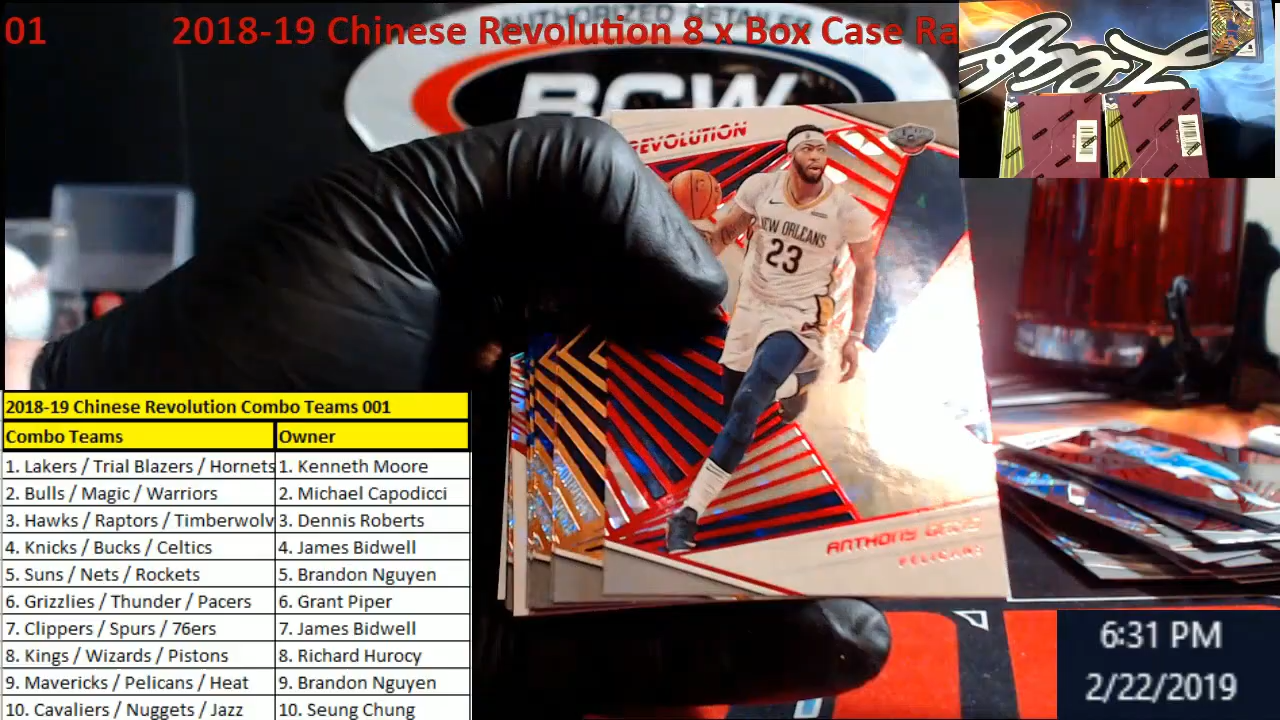 01
2018-19 Chinese Revolution 8 x Box Case Ra
AUTHORIZED RETAILER
BCW
REVOLUTION
NEW ORLEANS
23
ANTHONY DAVIS
PELICANS
2018-19 Chinese Revolution Combo Teams 001
Combo Teams Owner
1. Lakers / Trial Blazers / Hornets 1. Kenneth Moore
2. Bulls / Magic / Warriors 2. Michael Capodicci
3. Hawks / Raptors / Timberwolv 3. Dennis Roberts
4. Knicks / Bucks / Celtics 4. James Bidwell
5. Suns / Nets / Rockets 5. Brandon Nguyen
6. Grizzlies / Thunder / Pacers 6. Grant Piper
7. Clippers / Spurs / 76ers 7. James Bidwell
8. Kings / Wizards / Pistons 8. Richard Hurocy
9. Mavericks / Pelicans / Heat 9. Brandon Nguyen
10. Cavaliers / Nuggets / Jazz 10. Seung Chung
6:31 PM
2/22/2019